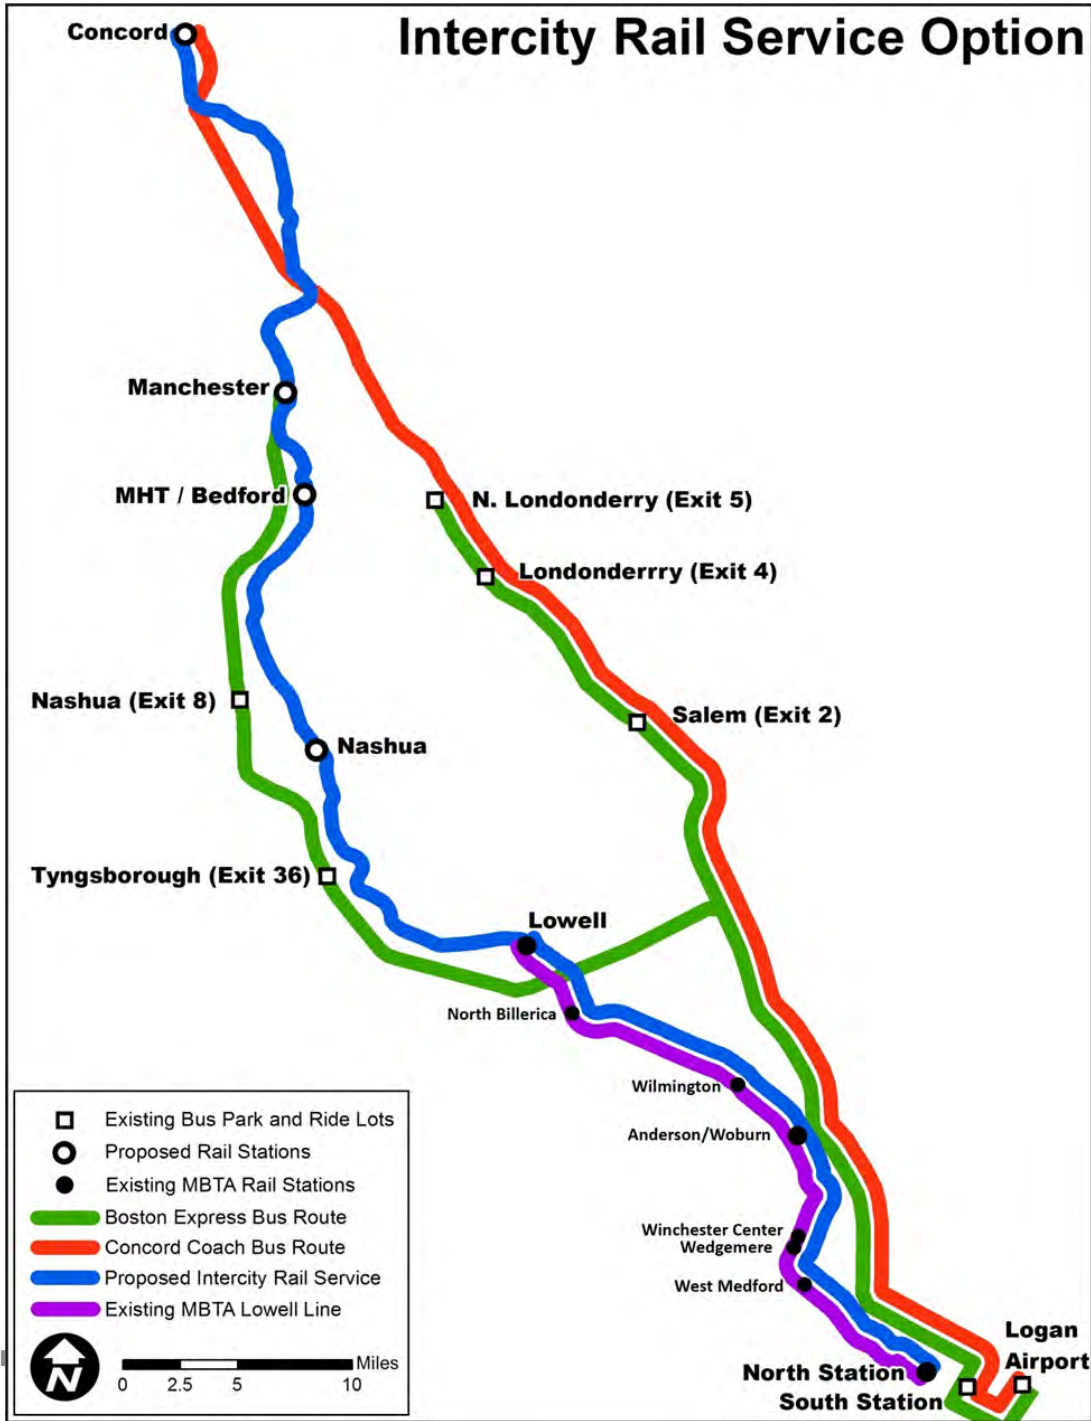 Intercity Rail Service Option
Concord
Manchester
MHT / Bedford
N. Londonderry (Exit 5)
Londonderrry (Exit 4)
Nashua (Exit 8)
Salem (Exit 2)
Nashua
Tyngsborough (Exit 36)
Lowell
North Billerica
Wilmington
Anderson/Woburn
Winchester Center
Wedgemere
West Medford
Logan
Airport
North Station
South Station
Existing Bus Park and Ride Lots
Proposed Rail Stations
Existing MBTA Rail Stations
Boston Express Bus Route
Concord Coach Bus Route
Proposed Intercity Rail Service
Existing MBTA Lowell Line
N
Miles
0 2.5 5 10